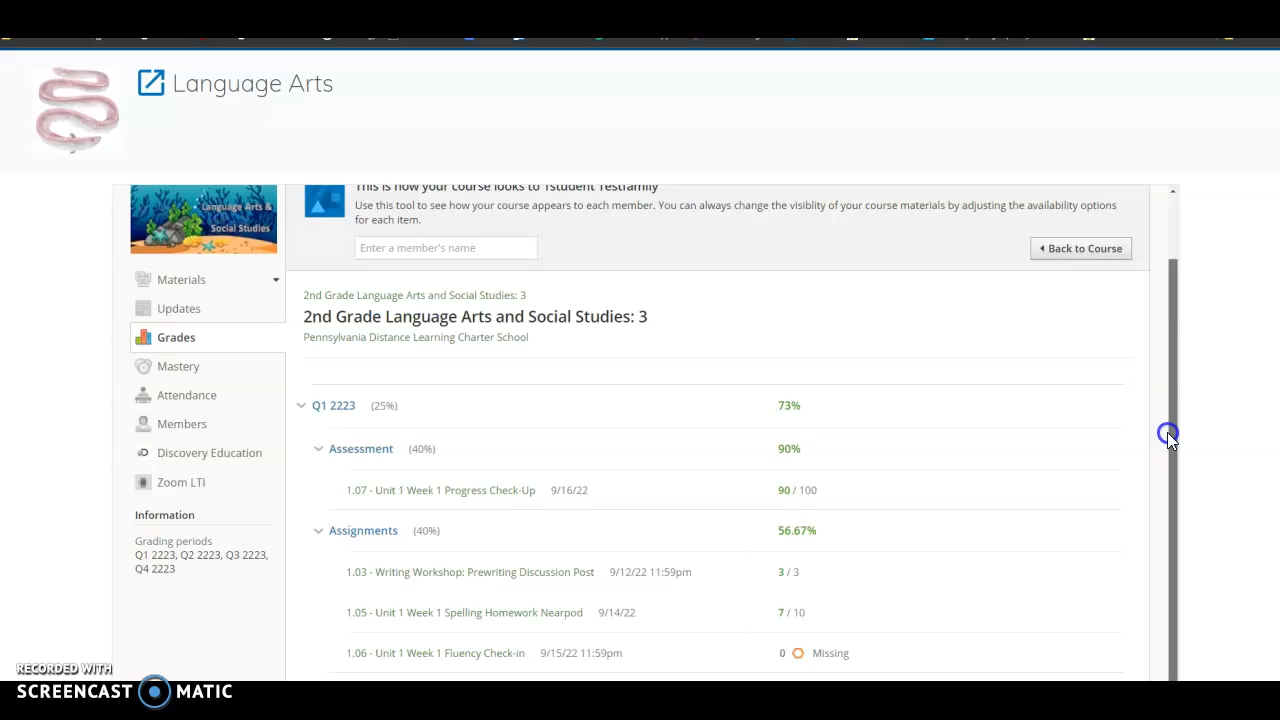 Language Arts
Language Arts &
Social Studies
This is how your course looks to 1student Testfamily
Use this tool to see how your course appears to each member. You can always change the visiblity of your course materials by adjusting the availability options
for each item.
Enter a member's name
Back to Course
Materials
Updates
Grades
Mastery
Attendance
Members
Discovery Education
Zoom LTI
Information
Grading periods
Q1 2223, Q2 2223, Q3 2223,
Q4 2223
2nd Grade Language Arts and Social Studies: 3
2nd Grade Language Arts and Social Studies: 3
Pennsylvania Distance Learning Charter School
Q1 2223 (25%) 73%
Assessment (40%) 90%
1.07 - Unit 1 Week 1 Progress Check-Up 9/16/22 90 / 100
Assignments (40%) 56.67%
1.03 - Writing Workshop: Prewriting Discussion Post 9/12/22 11:59pm 3 / 3
1.05 - Unit 1 Week 1 Spelling Homework Nearpod 9/14/22 7 / 10
1.06 - Unit 1 Week 1 Fluency Check-in 9/15/22 11:59pm 0 Missing
RECORDED WITH
SCREENCAST MATIC